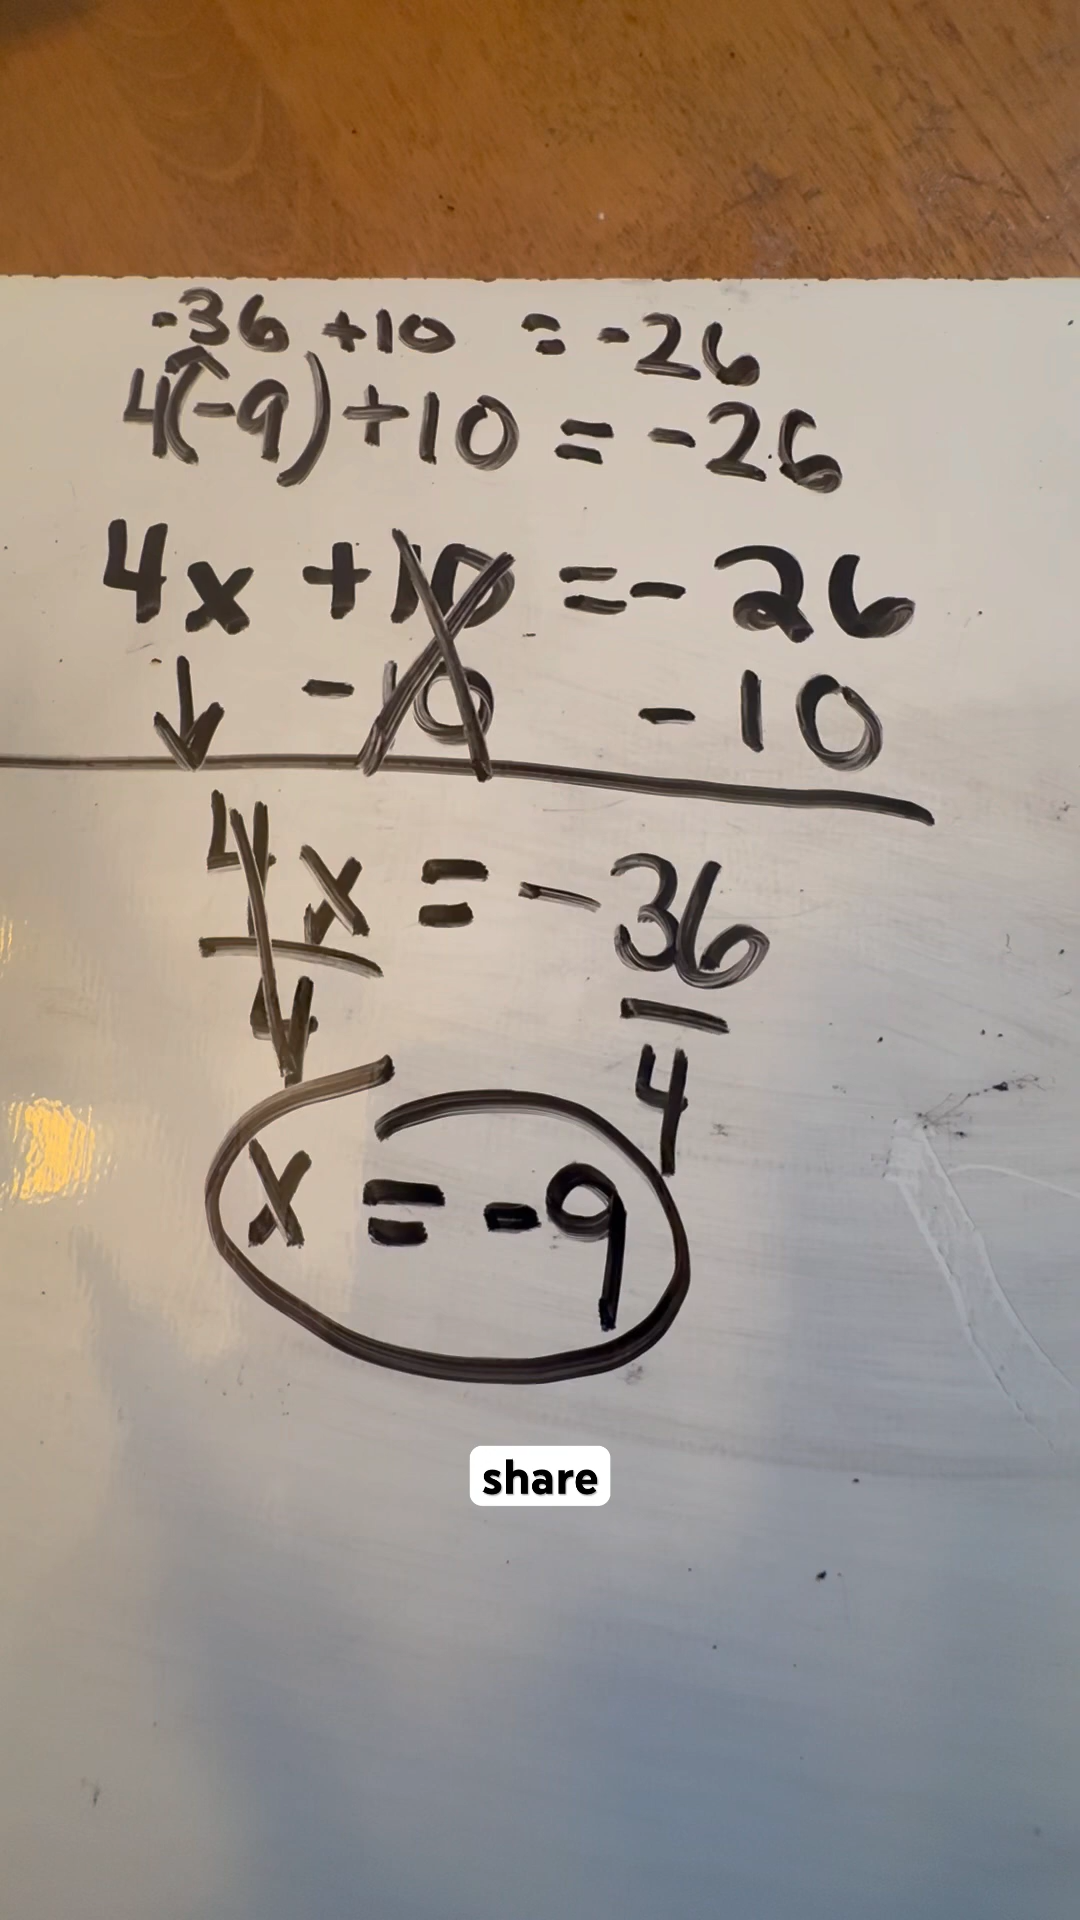 -36 +10 = -26
4(-9) +10 = -26
4x +10 = -26
-10 -10
4x = -36
4 4
x = -9
share